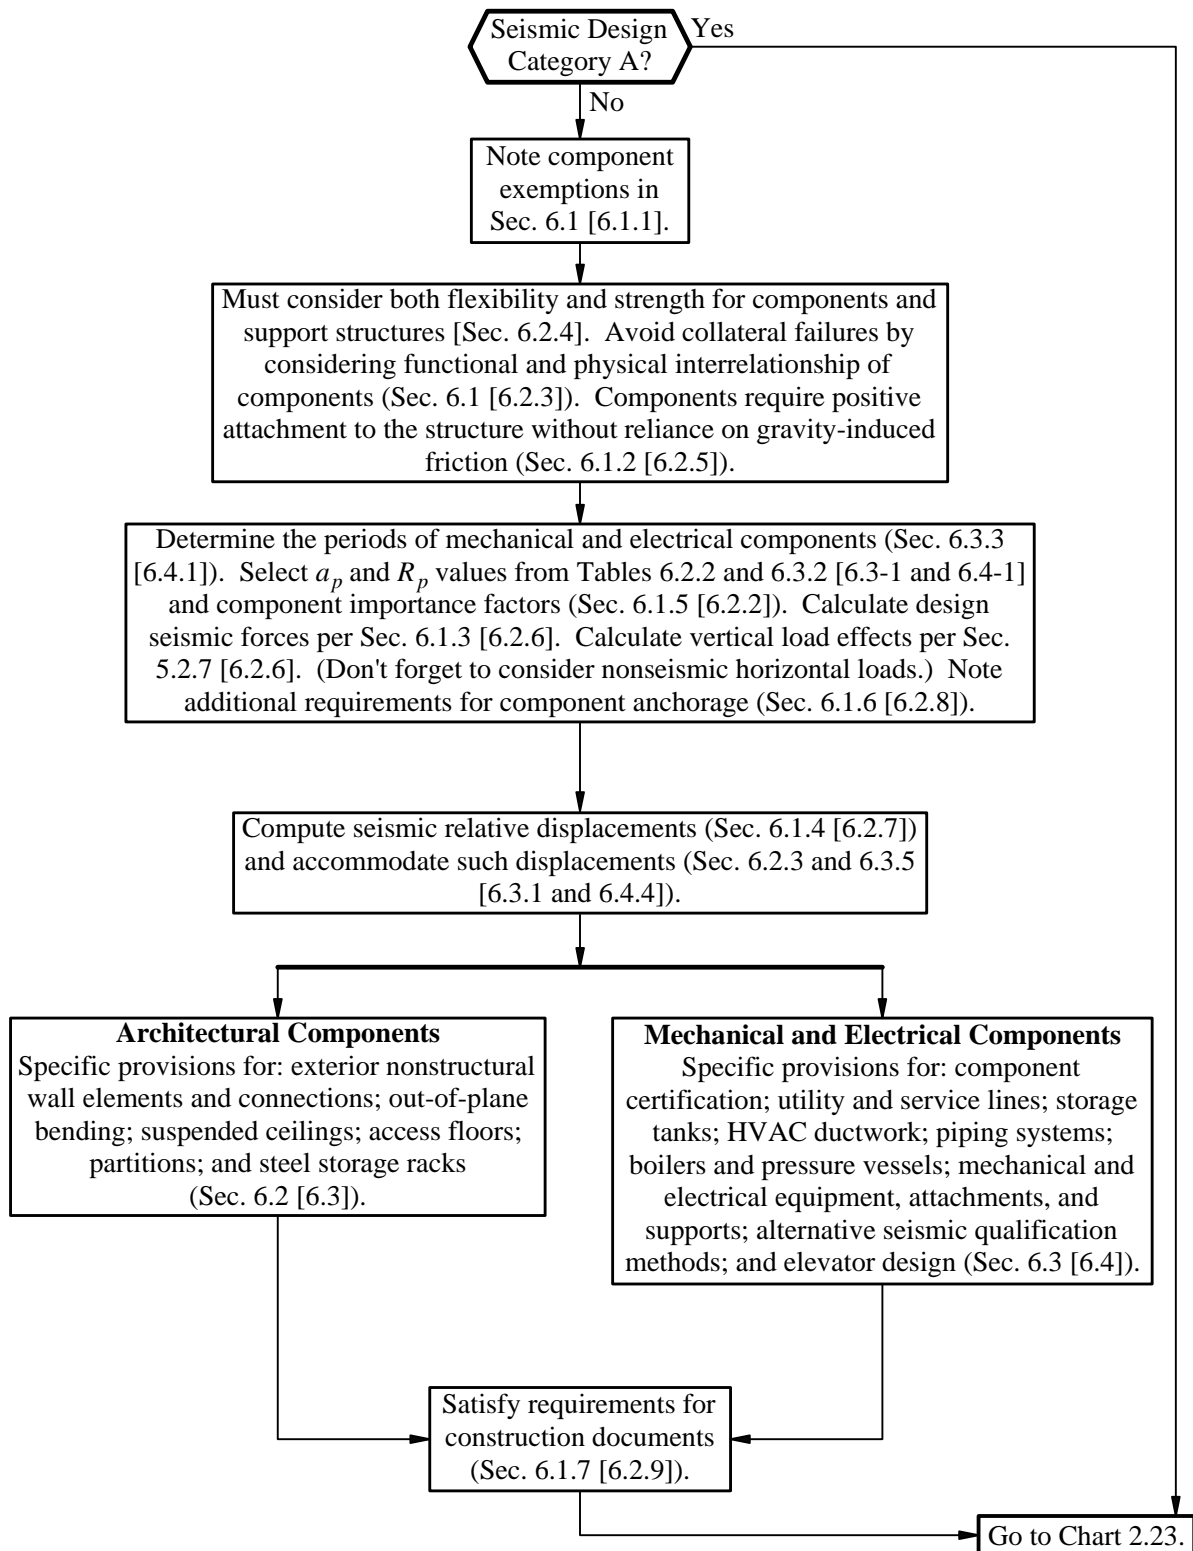 Seismic Design
Category A?
Yes
No
Note component
exemptions in
Sec. 6.1 [6.1.1].
Must consider both flexibility and strength for components and
support structures [Sec. 6.2.4].  Avoid collateral failures by
considering functional and physical interrelationship of
components (Sec. 6.1 [6.2.3]).  Components require positive
attachment to the structure without reliance on gravity-induced
friction (Sec. 6.1.2 [6.2.5]).
Determine the periods of mechanical and electrical components (Sec. 6.3.3
[6.4.1]).  Select a_p and R_p values from Tables 6.2.2 and 6.3.2 [6.3-1 and 6.4-1]
and component importance factors (Sec. 6.1.5 [6.2.2]).  Calculate design
seismic forces per Sec. 6.1.3 [6.2.6].  Calculate vertical load effects per Sec.
5.2.7 [6.2.6].  (Don't forget to consider nonseismic horizontal loads.)  Note
additional requirements for component anchorage (Sec. 6.1.6 [6.2.8]).
Compute seismic relative displacements (Sec. 6.1.4 [6.2.7])
and accommodate such displacements (Sec. 6.2.3 and 6.3.5
[6.3.1 and 6.4.4]).
Architectural Components
Specific provisions for: exterior nonstructural
wall elements and connections; out-of-plane
bending; suspended ceilings; access floors;
partitions; and steel storage racks
(Sec. 6.2 [6.3]).
Mechanical and Electrical Components
Specific provisions for: component
certification; utility and service lines; storage
tanks; HVAC ductwork; piping systems;
boilers and pressure vessels; mechanical and
electrical equipment, attachments, and
supports; alternative seismic qualification
methods; and elevator design (Sec. 6.3 [6.4]).
Satisfy requirements for
construction documents
(Sec. 6.1.7 [6.2.9]).
Go to Chart 2.23.